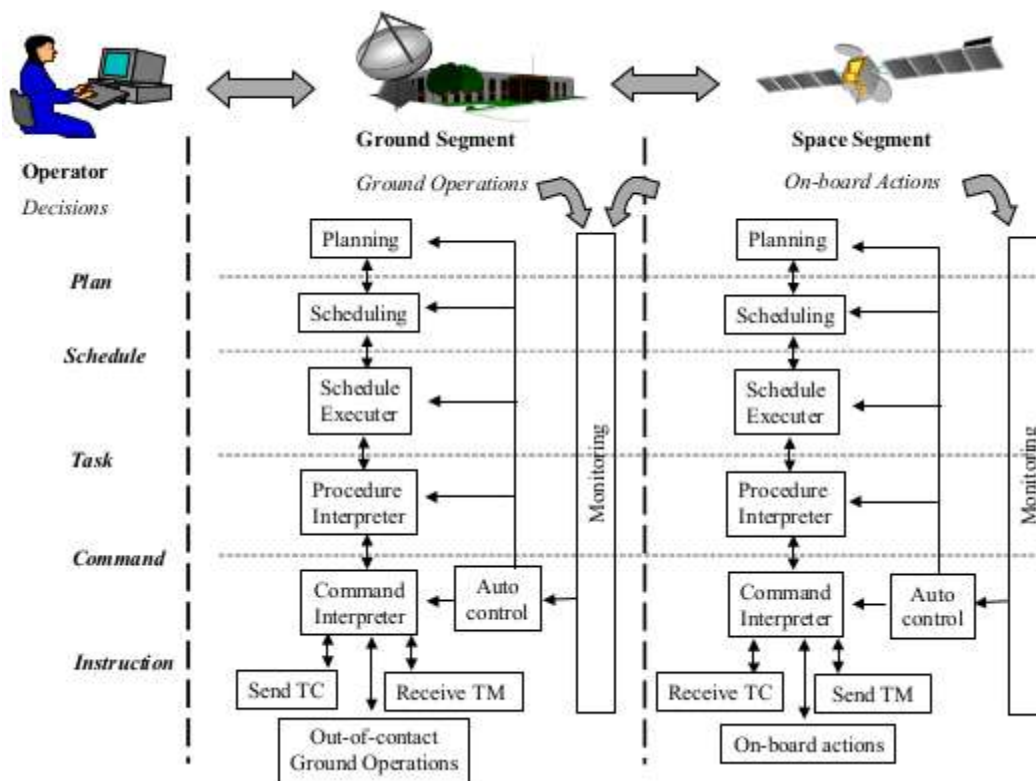 Operator
Decisions
Plan
Schedule
Task
Command
Instruction
Ground Segment
Ground Operations
Planning
Scheduling
Schedule
Executer
Procedure
Interpreter
Command
Interpreter
Auto
control
Send TC
Receive TM
Out-of-contact
Ground Operations
Monitoring
Space Segment
On-board Actions
Planning
Scheduling
Schedule
Executer
Procedure
Interpreter
Command
Interpreter
Auto
control
Receive TC
Send TM
On-board actions
Monitoring